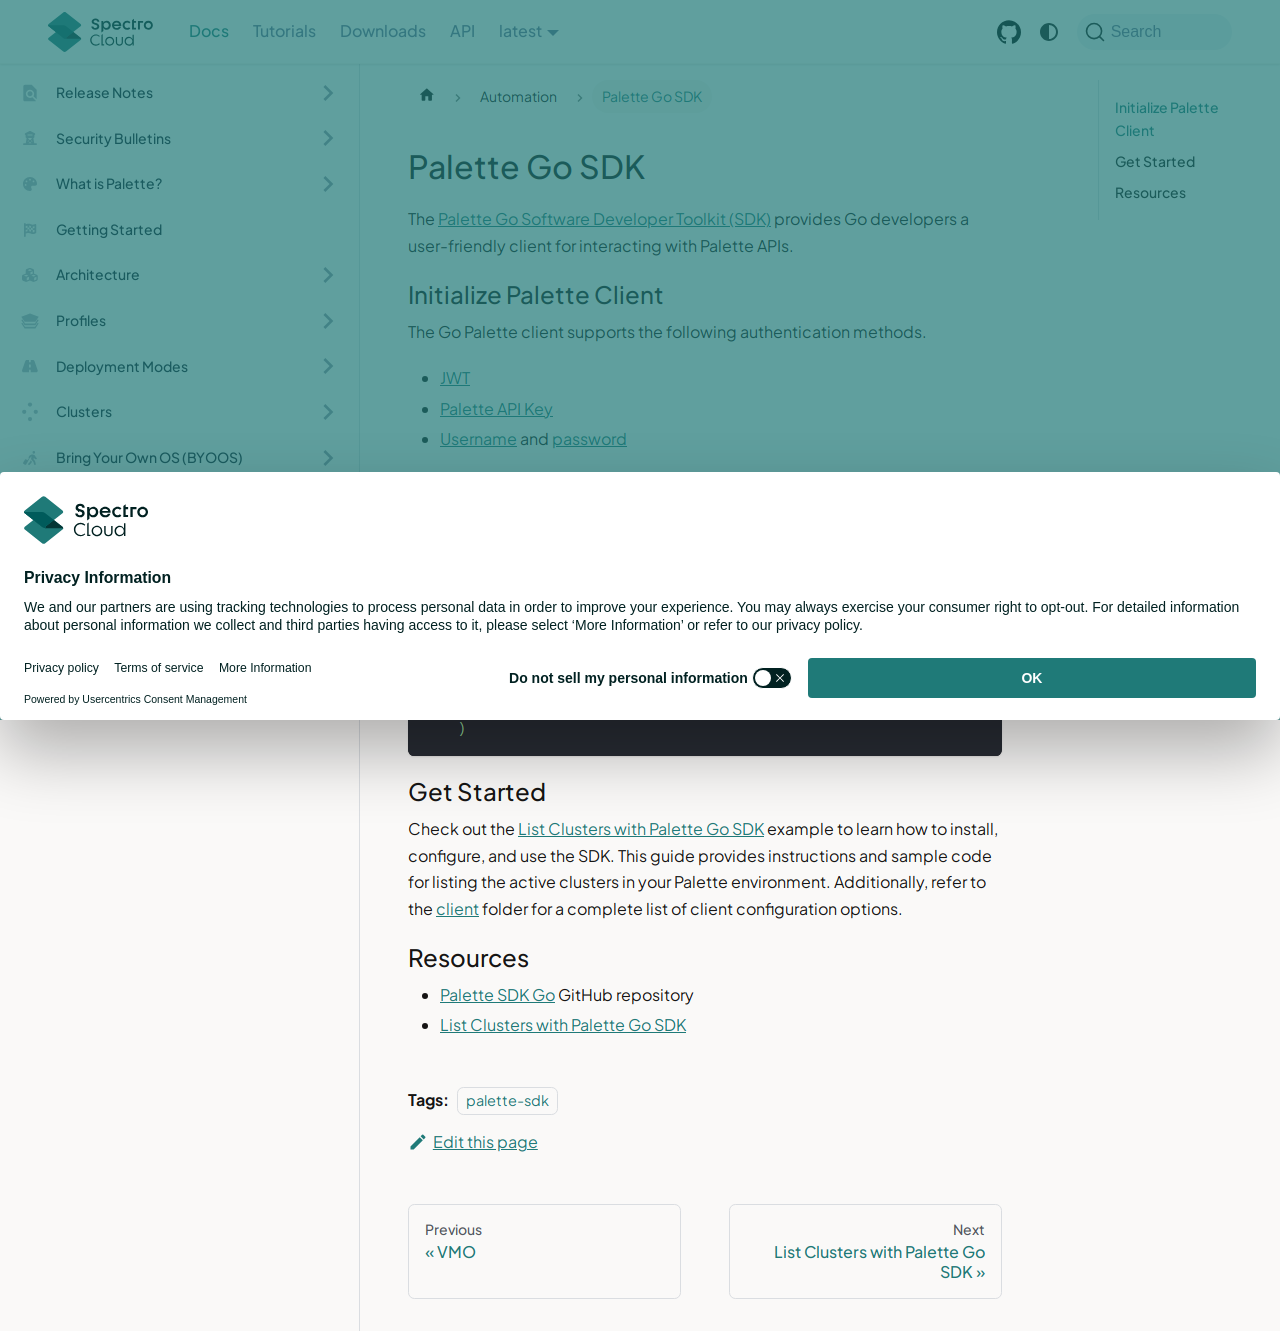 Spectro Cloud
Docs
Tutorials
Downloads
API
latest
Search
Release Notes
Security Bulletins
What is Palette?
Getting Started
Architecture
Profiles
Deployment Modes
Clusters
Bring Your Own OS (BYOOS)
Automation
Palette Go SDK
Initialize Palette
Client
Get Started
Resources
Palette Go SDK
The Palette Go Software Developer Toolkit (SDK) provides Go developers a
user-friendly client for interacting with Palette APIs.
Initialize Palette Client
The Go Palette client supports the following authentication methods.
JWT
Palette API Key
Username and password
Spectro
Cloud
Privacy Information
We and our partners are using tracking technologies to process personal data in order to improve your experience. You may always exercise your consumer right to opt-out. For detailed information
about personal information we collect and third parties having access to it, please select ‘More Information’ or refer to our privacy policy.
Privacy policy
Terms of service
More Information
Do not sell my personal information
OK
Powered by Usercentrics Consent Management
)
Get Started
Check out the List Clusters with Palette Go SDK example to learn how to install,
configure, and use the SDK. This guide provides instructions and sample code
for listing the active clusters in your Palette environment. Additionally, refer to
the client folder for a complete list of client configuration options.
Resources
Palette SDK Go GitHub repository
List Clusters with Palette Go SDK
Tags: palette-sdk
Edit this page
Previous
« VMO
Next
List Clusters with Palette Go
SDK »